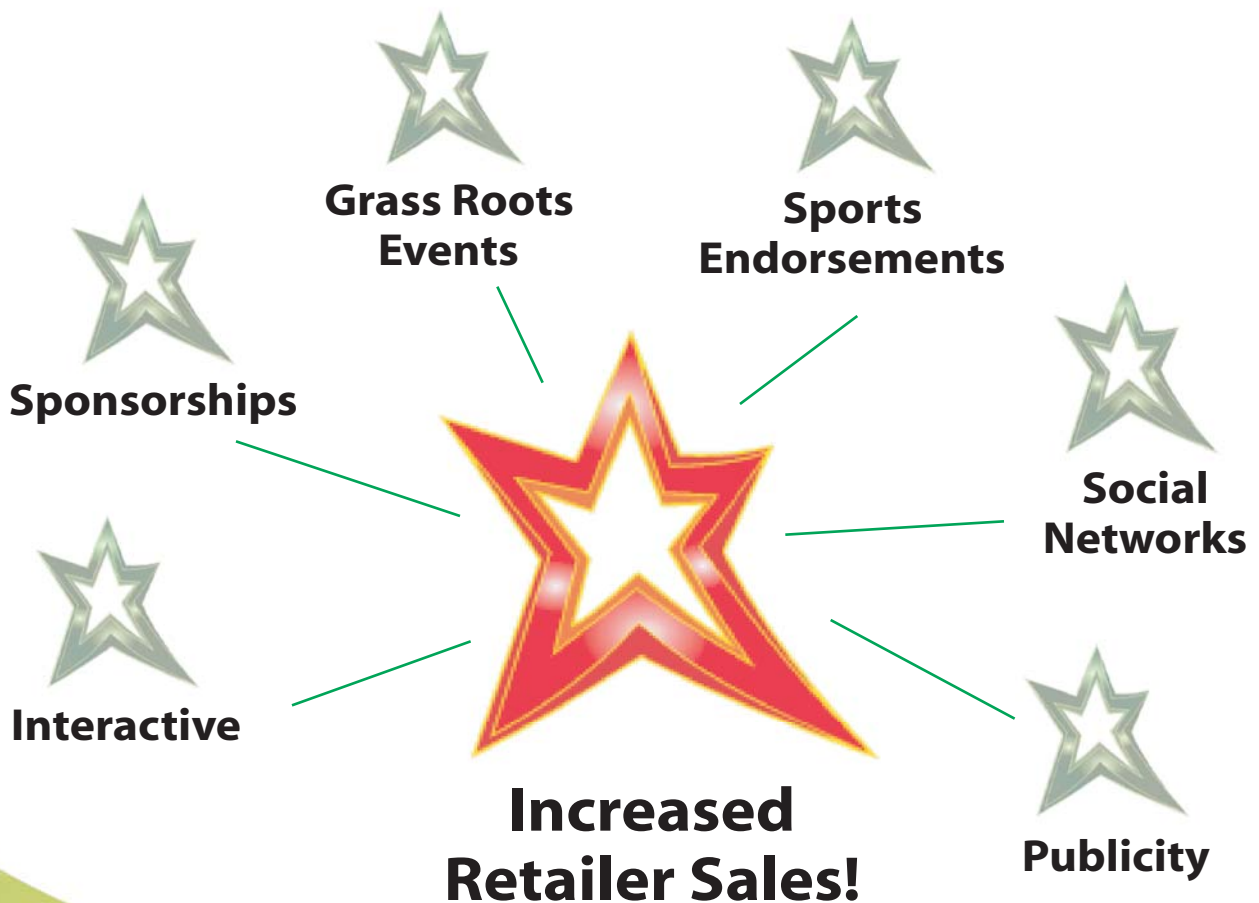 Grass Roots
Events
Sports
Endorsements
Sponsorships
Social
Networks
Interactive
Increased
Retailer Sales!
Publicity